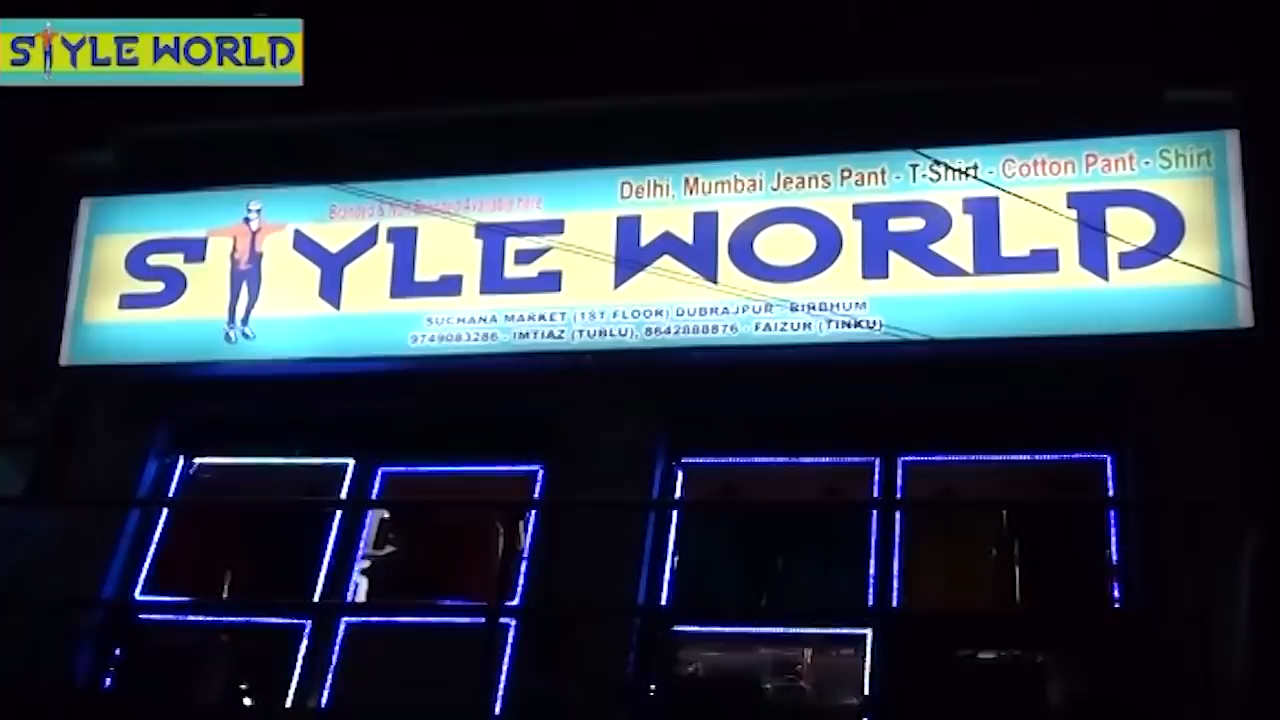 STYLE WORLD
Delhi, Mumbai Jeans Pant - T-Shirt - Cotton Pant - Shirt
Branded & Non Branded Available here
STYLE WORLD
SUCHANA MARKET (1ST FLOOR) DUBRAJPUR - BIRBHUM
9749083286 - IMTIAZ (TUBLU), 8642888876 - FAIZUR (TINKU)